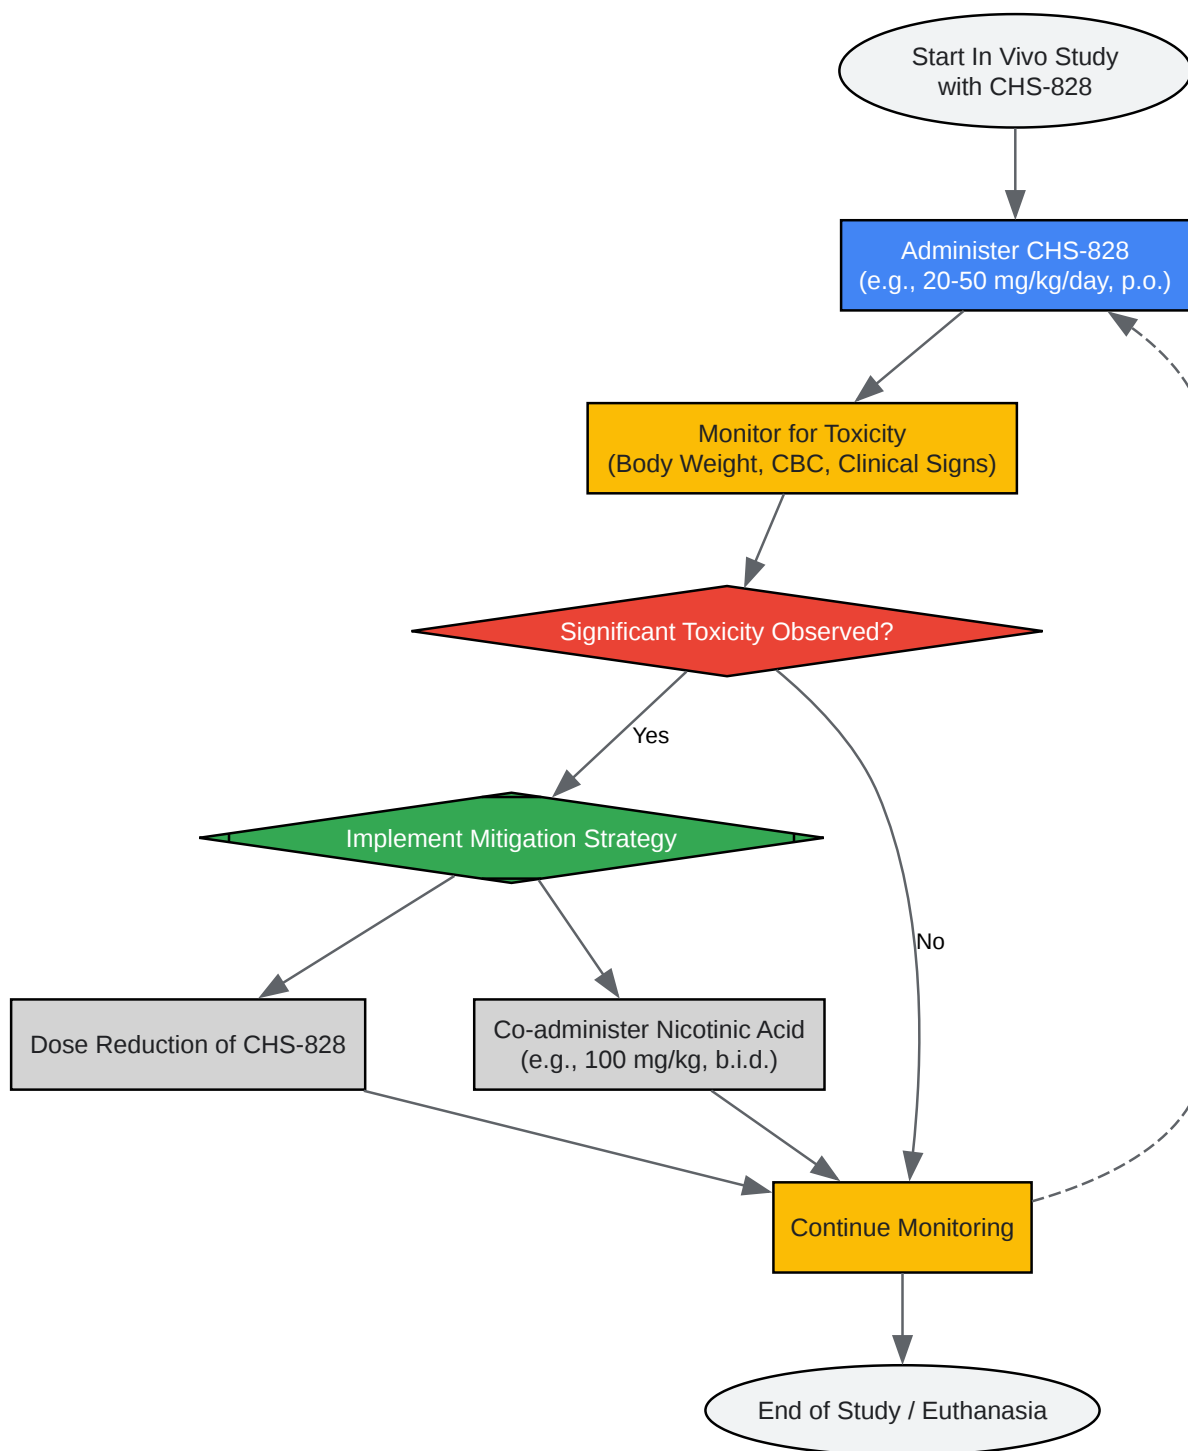 Start In Vivo Study
with CHS-828
Administer CHS-828
(e.g., 20-50 mg/kg/day, p.o.)
Monitor for Toxicity
(Body Weight, CBC, Clinical Signs)
Significant Toxicity Observed?
Yes
Implement Mitigation Strategy
No
Dose Reduction of CHS-828
Co-administer Nicotinic Acid
(e.g., 100 mg/kg, b.i.d.)
Continue Monitoring
End of Study / Euthanasia